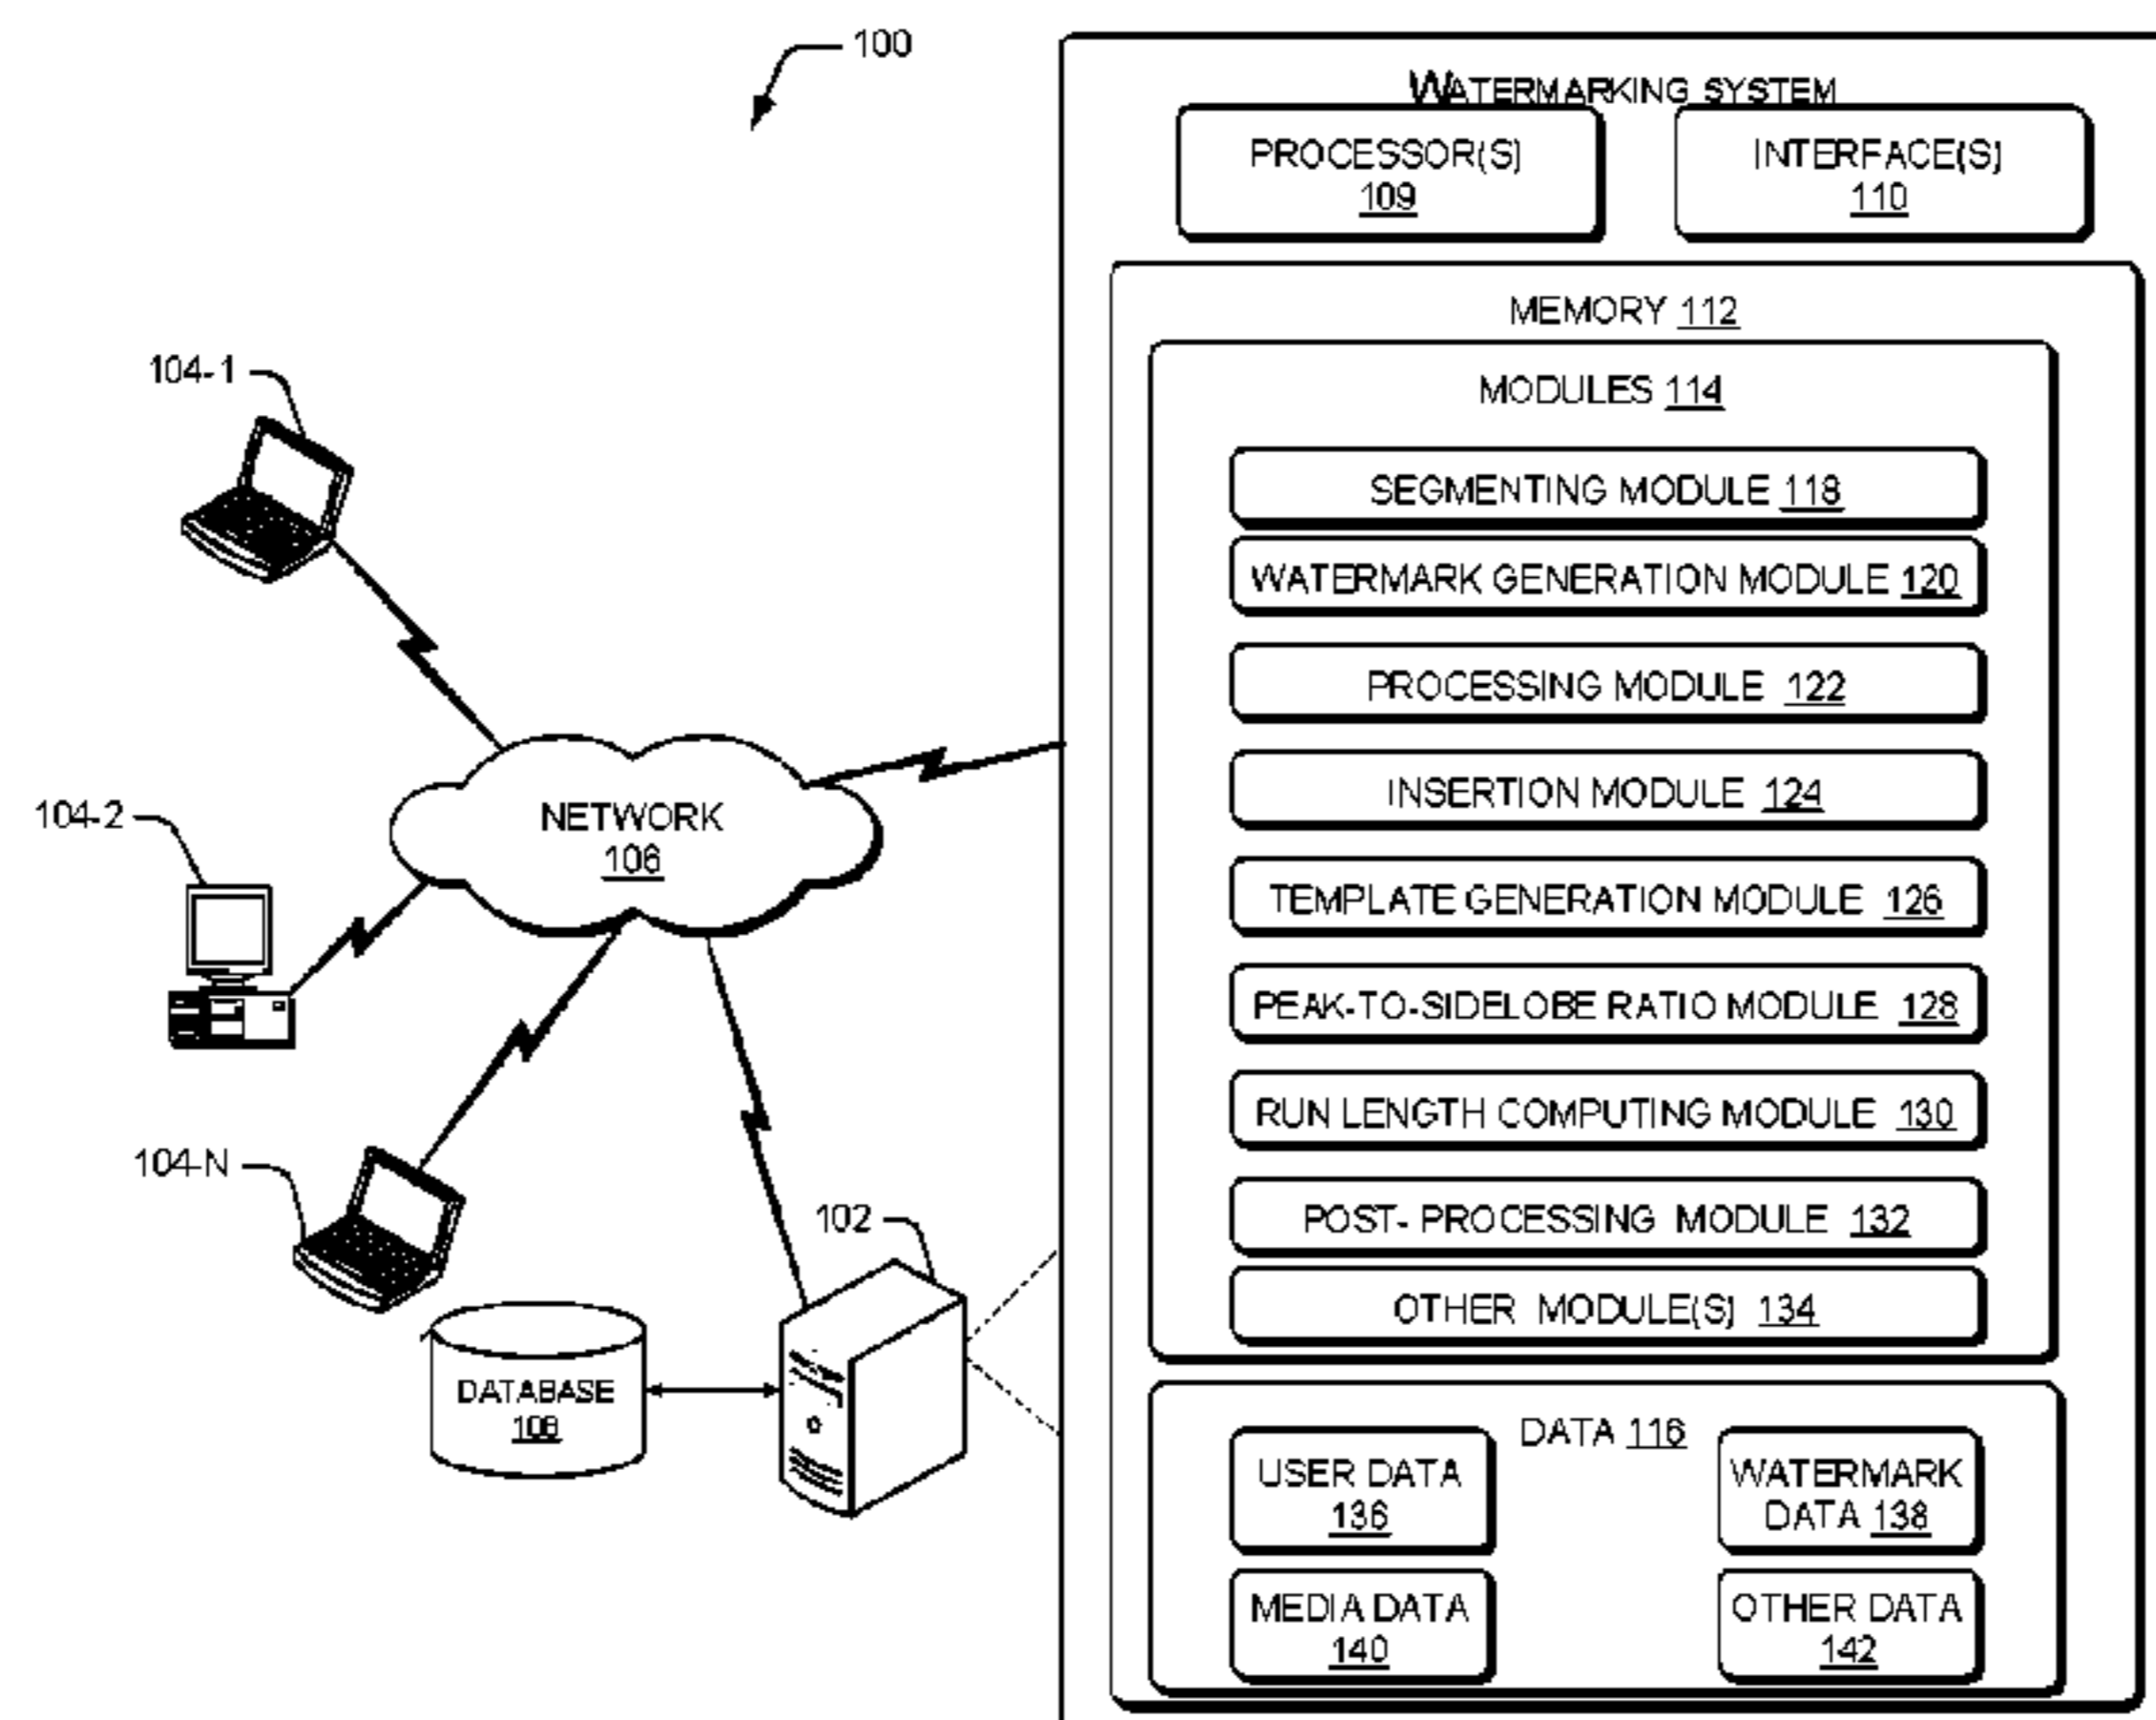 100
WATERMARKING SYSTEM
PROCESSOR(S)
109
INTERFACE(S)
110
MEMORY 112
MODULES 114
SEGMENTING MODULE 118
WATERMARK GENERATION MODULE 120
PROCESSING MODULE 122
INSERTION MODULE 124
TEMPLATE GENERATION MODULE 126
PEAK-TO-SIDELOBE RATIO MODULE 128
RUN LENGTH COMPUTING MODULE 130
POST- PROCESSING MODULE 132
OTHER MODULE(S) 134
DATA 116
USER DATA
136
WATERMARK
DATA 138
MEDIA DATA
140
OTHER DATA
142
104-1
104-2
NETWORK
106
104-N
102
DATABASE
108